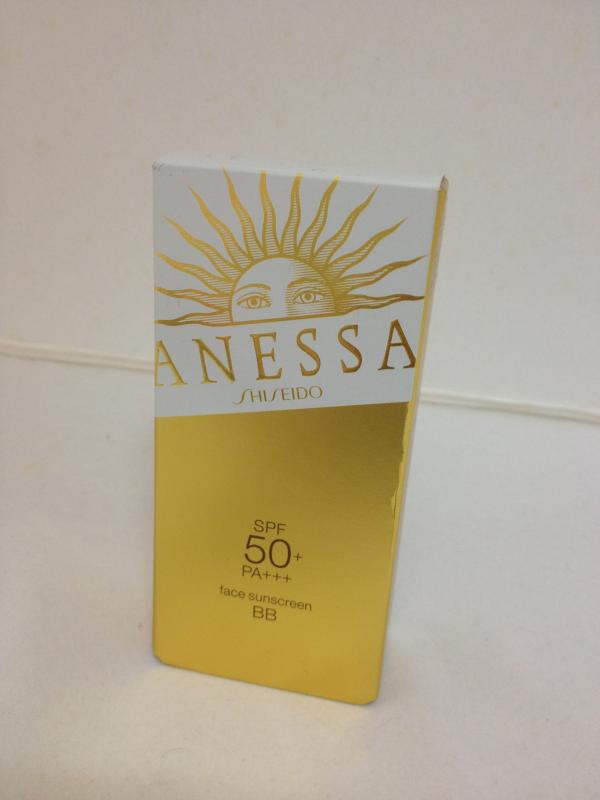 ANESSA
SHISEIDO
SPF
50+
PA+++
face sunscreen
BB